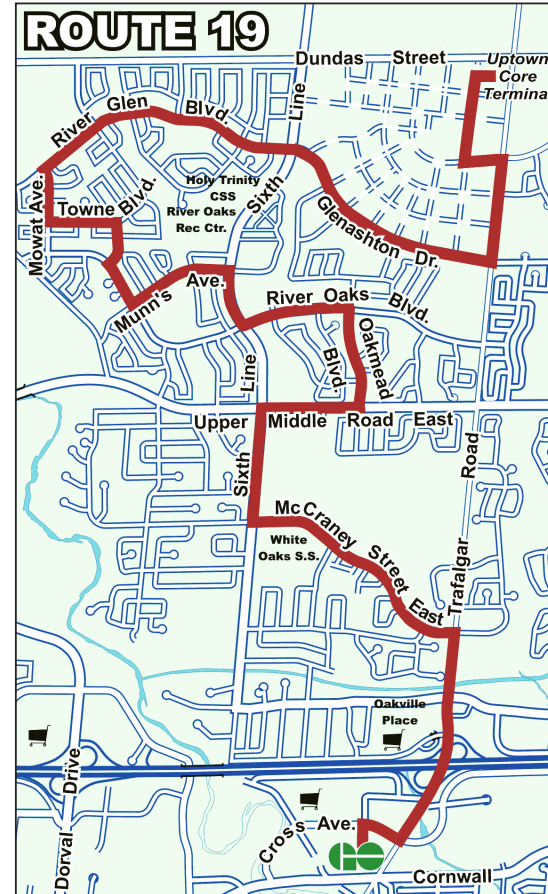 ROUTE 19
Dundas Street
Uptown
Core
Termina
River Glen Blvd.
Sixth Line
Holy Trinity
CSS
River Oaks
Rec Ctr.
Mowat Ave.
Towne Blvd.
Glenashton Dr.
Munn's Ave.
River Oaks Blvd.
Oakmead Blvd.
Upper Middle Road East
Sixth Line
McCraney Street East
White
Oaks S.S.
Trafalgar Road
Oakville
Place
Dorval Drive
Cross Ave.
GO
Cornwall